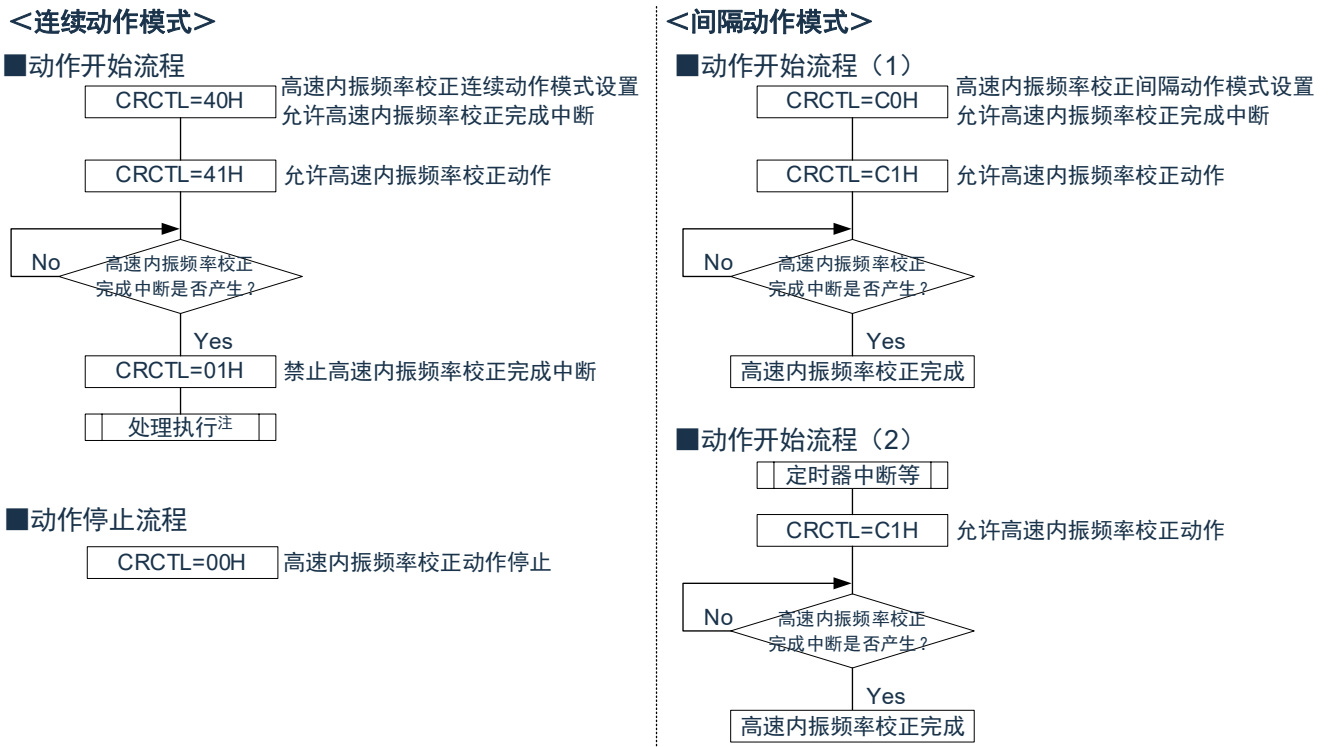 ＜连续动作模式＞
■动作开始流程
CRCTL=40H
高速内振频率校正连续动作模式设置
允许高速内振频率校正完成中断
CRCTL=41H
允许高速内振频率校正动作
No
高速内振频率校正
完成中断是否产生？
Yes
CRCTL=01H
禁止高速内振频率校正完成中断
处理执行注
■动作停止流程
CRCTL=00H
高速内振频率校正动作停止
＜间隔动作模式＞
■动作开始流程（1）
CRCTL=C0H
高速内振频率校正间隔动作模式设置
允许高速内振频率校正完成中断
CRCTL=C1H
允许高速内振频率校正动作
No
高速内振频率校正
完成中断是否产生？
Yes
高速内振频率校正完成
■动作开始流程（2）
定时器中断等
CRCTL=C1H
允许高速内振频率校正动作
No
高速内振频率校正
完成中断是否产生？
Yes
高速内振频率校正完成